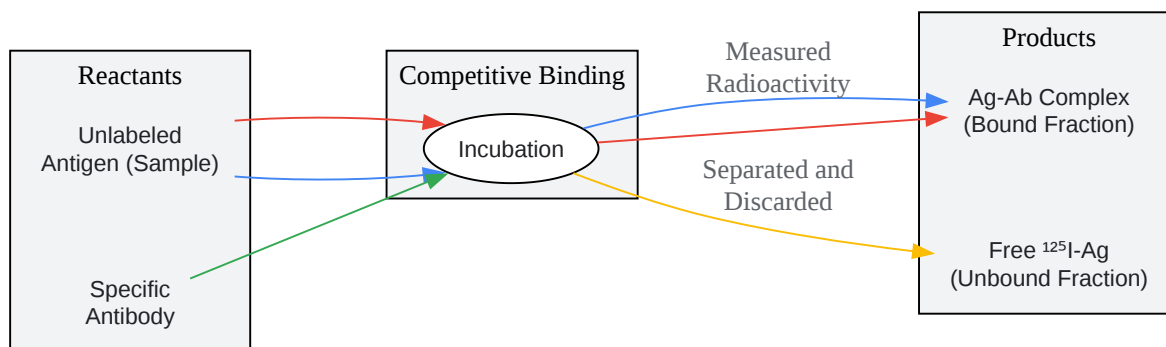 Reactants
Unlabeled
Antigen (Sample)
Specific
Antibody
Competitive Binding
Incubation
Measured
Radioactivity
Separated and
Discarded
Products
Ag-Ab Complex
(Bound Fraction)
Free ¹²⁵I-Ag
(Unbound Fraction)